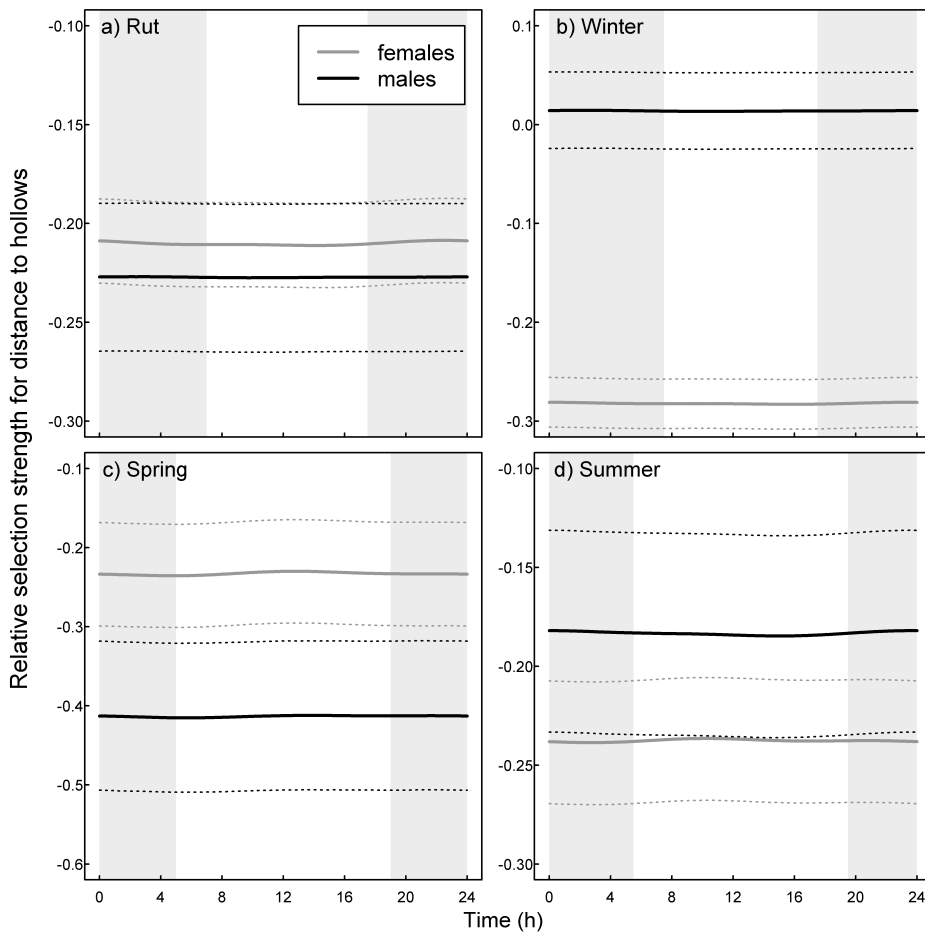 Relative selection strength for distance to hollows
a) Rut
females
males
-0.10
-0.15
-0.20
-0.25
-0.30
b) Winter
0.1
0.0
-0.1
-0.2
-0.3
c) Spring
-0.1
-0.2
-0.3
-0.4
-0.5
-0.6
0 4 8 12 16 20 24
d) Summer
-0.10
-0.15
-0.20
-0.25
-0.30
0 4 8 12 16 20 24
Time (h)